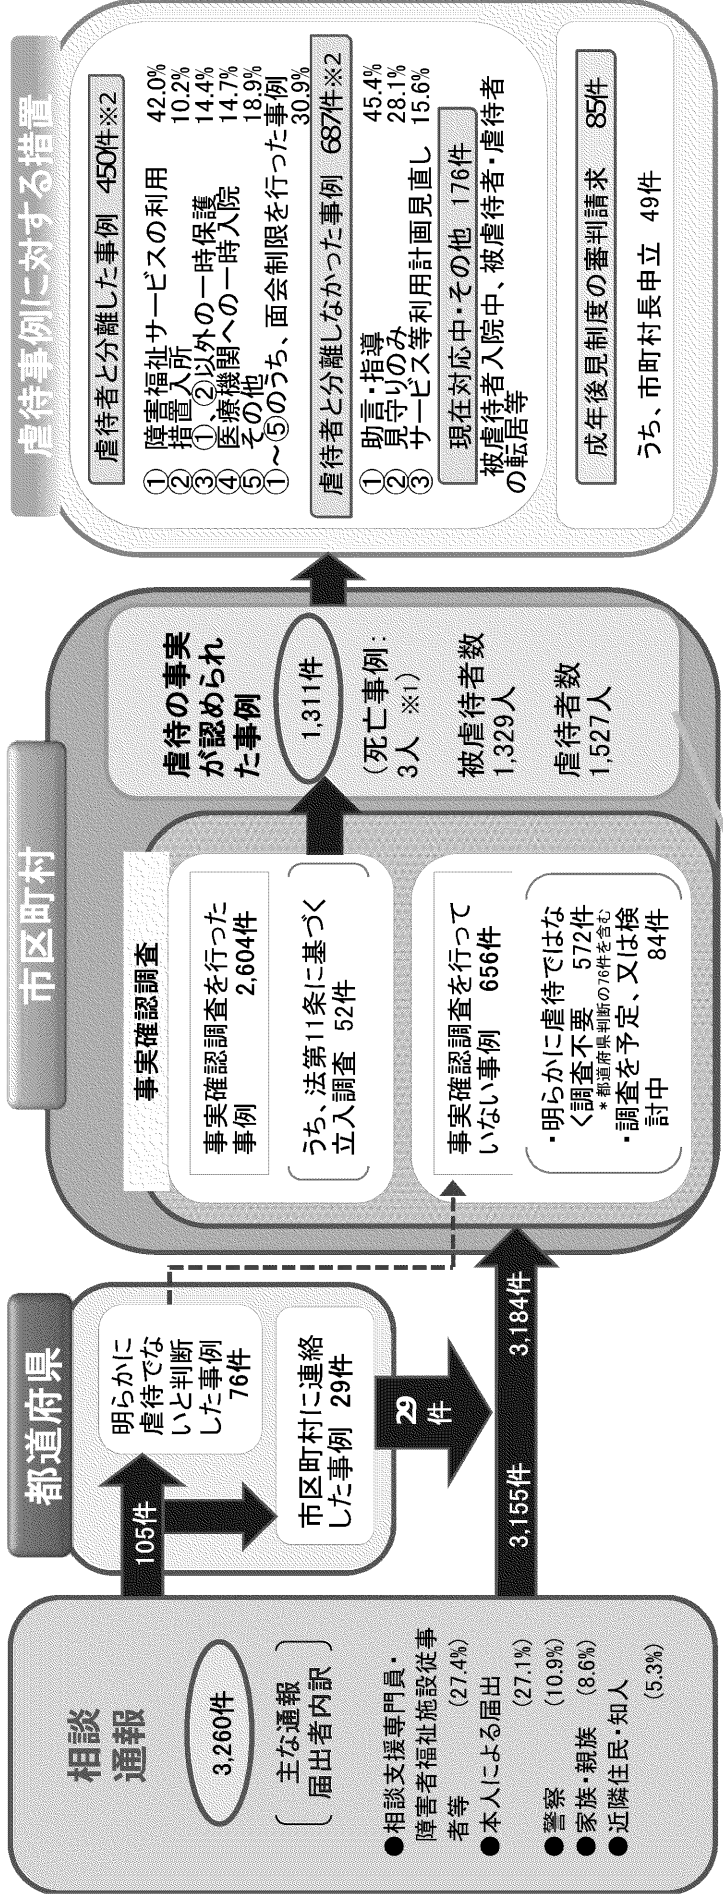 相談
通報
3,260件
主な通報
届出者内訳
●相談支援専門員・
障害者福祉施設従事
者等 (27.4%)
●本人による届出
(27.1%)
●警察 (10.9%)
●家族・親族 (8.6%)
●近隣住民・知人
(5.3%)
都道府県
105件
明らかに
虐待でな
いと判断
した事例
76件
市区町村に連絡
した事例 29件
29
件
3,155件
3,184件
市区町村
事実確認調査
事実確認調査を行った
事例 2,604件
うち、法第11条に基づく
立入調査 52件
事実確認調査を行って
いない事例 656件
・明らかに虐待ではな
く調査不要 572件
*都道府県判断の76件を含む
・調査を予定、又は検
討中 84件
虐待の事実
が認められ
た事例
1,311件
(死亡事例:
3人 ※1)
被虐待者数
1,329人
虐待者数
1,527人
虐待事例に対する措置
虐待者と分離した事例 450件※2
① 障害福祉サービスの利用 42.0%
② 措置入所 10.2%
③ ①、②以外の一時保護 14.4%
④ 医療機関への一時入院 14.7%
⑤ その他 18.9%
①~⑤のうち、面会制限を行った事例
30.9%
虐待者と分離しなかった事例 687件※2
① 助言・指導 45.4%
② 見守りのみ 28.1%
③ サービス等利用計画見直し 15.6%
現在対応中・その他 176件
被虐待者入院中、被虐待者・虐待者
の転居等
成年後見制度の審判請求 85件
うち、市町村長申立 49件